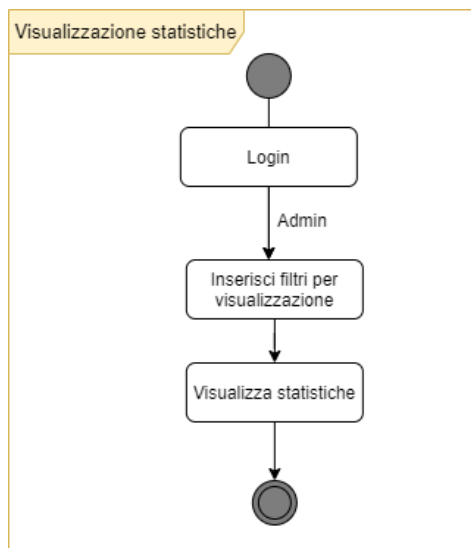 Visualizzazione statistiche
Login
Admin
Inserisci filtri per
visualizzazione
Visualizza statistiche